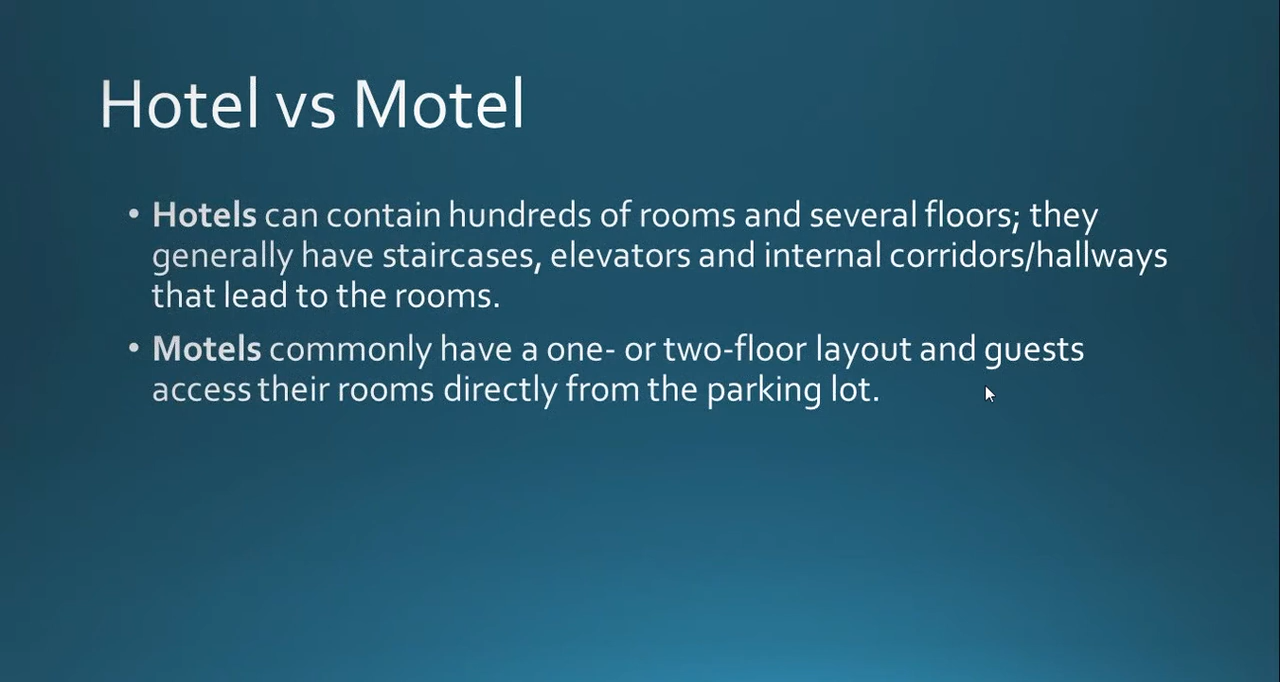 Hotel vs Motel
• Hotels can contain hundreds of rooms and several floors; they
generally have staircases, elevators and internal corridors/hallways
that lead to the rooms.
• Motels commonly have a one- or two-floor layout and guests
access their rooms directly from the parking lot.